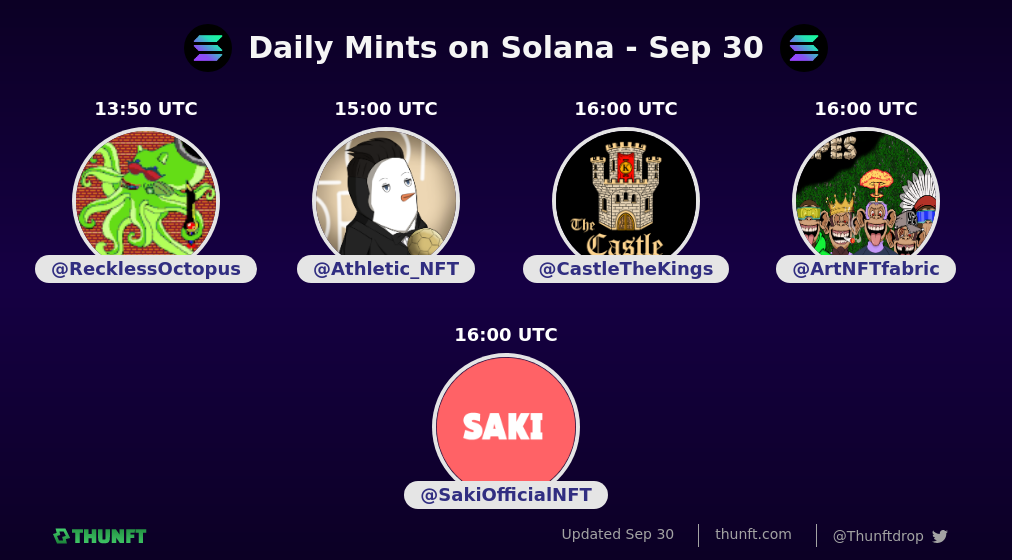 Daily Mints on Solana - Sep 30
13:50 UTC
15:00 UTC
16:00 UTC
16:00 UTC
PES
K
The
Castle
@RecklessOctopus
@Athletic_NFT
@CastleTheKings
@ArtNFTfabric
16:00 UTC
SAKI
@SakiOfficialNFT
THUNFT
Updated Sep 30
thunft.com
@Thunftdrop